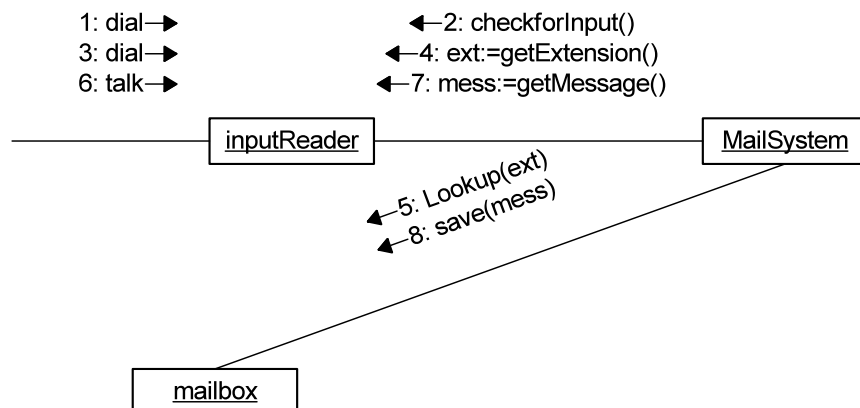 1: dial
2: checkforInput()
3: dial
4: ext:=getExtension()
6: talk
7: mess:=getMessage()
inputReader
MailSystem
5: Lookup(ext)
8: save(mess)
mailbox